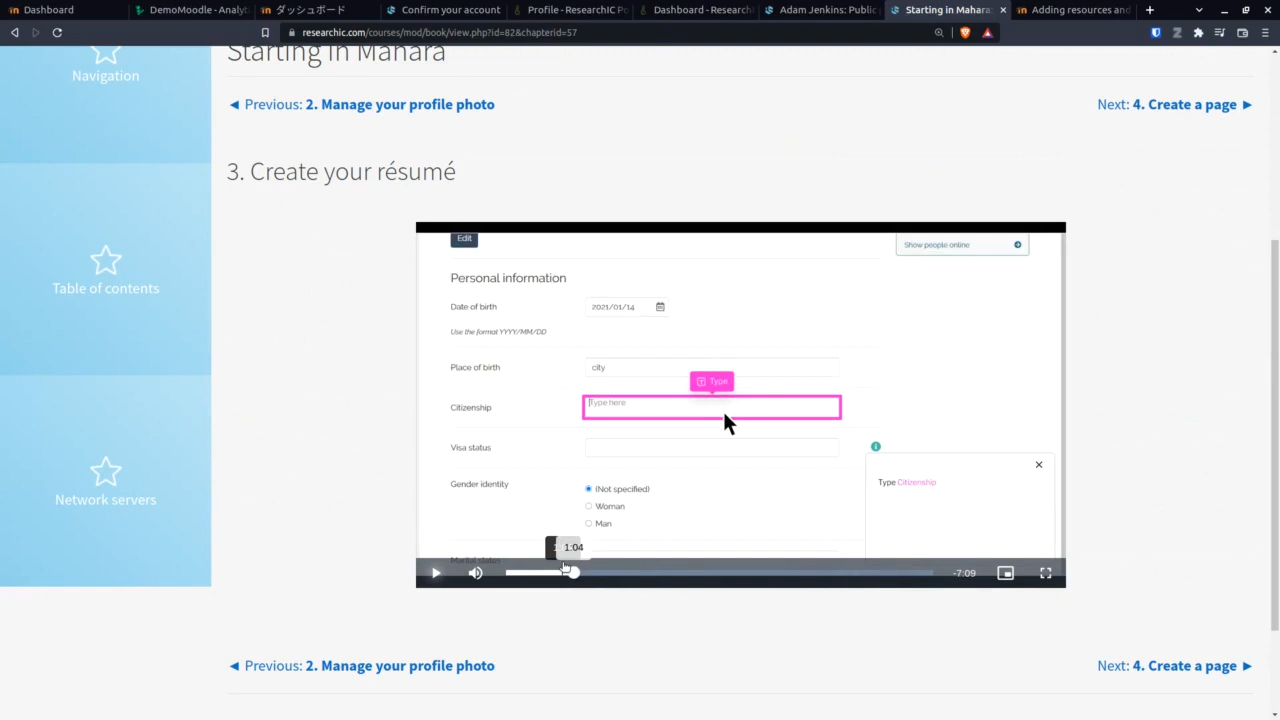 Dashboard
DemoMoodle - Analyt
ダッシュボード
Confirm your account
Profile - ResearchIC Po
Dashboard - Research
Adam Jenkins: Public
Starting in Mahara:
Adding resources and
researchic.com/courses/mod/book/view.php?id=82&chapterid=57
Starting in Mahara
Navigation
◄ Previous: 2. Manage your profile photo
Next: 4. Create a page ►
3. Create your résumé
Edit
Show people online
Personal information
Date of birth
2021/01/14
Use the format YYYY/MM/DD
Place of birth
city
Type
Citizenship
Type here
Visa status
Type Citizenship
Gender identity
(Not specified)
Woman
Man
Marital status
1:04
-7:09
Table of contents
Network servers
◄ Previous: 2. Manage your profile photo
Next: 4. Create a page ►